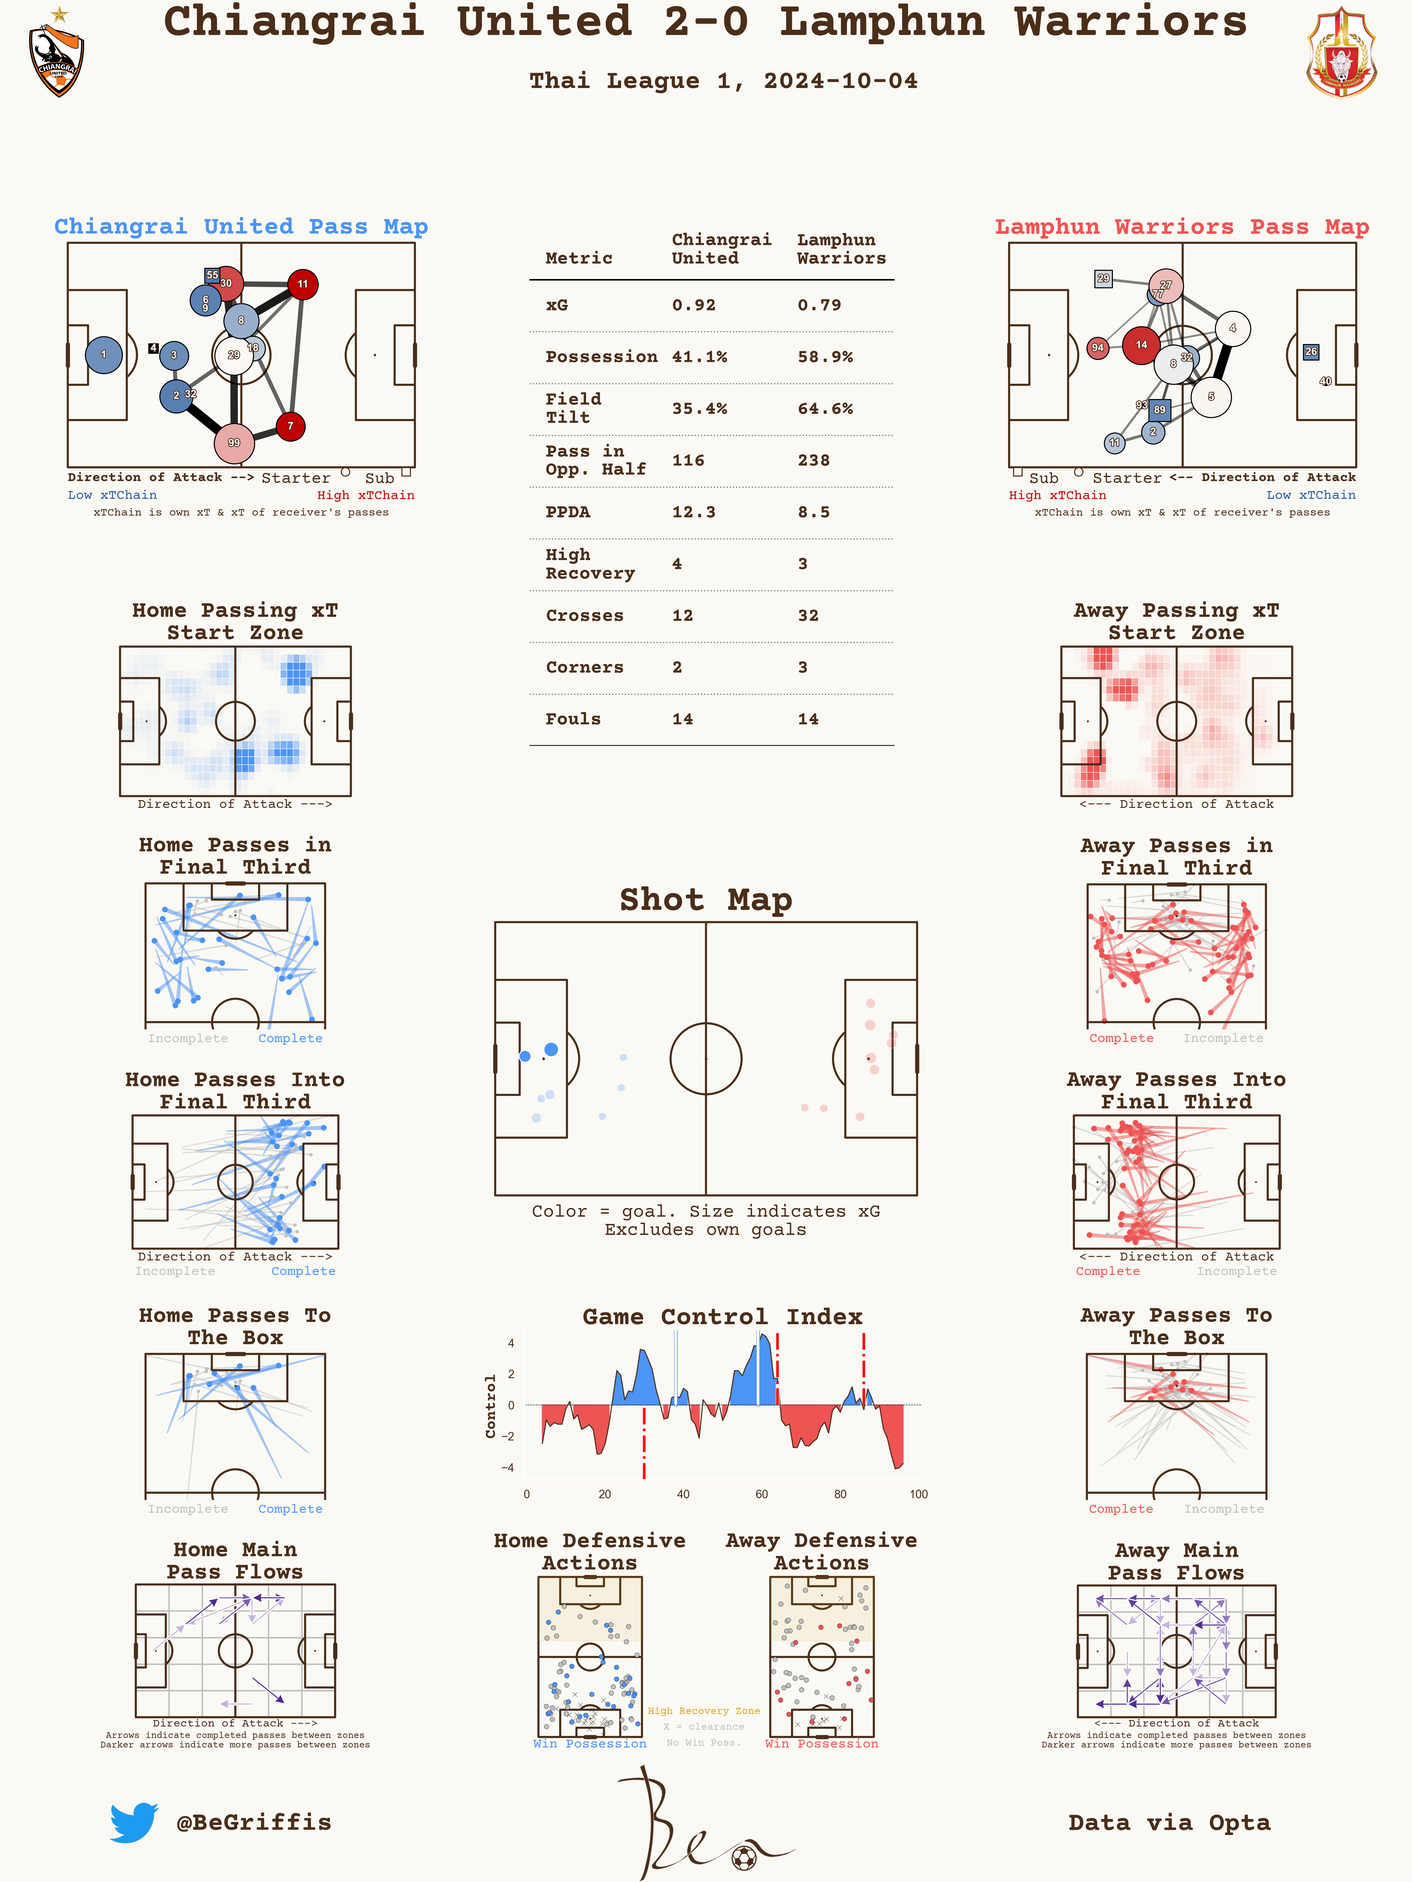 Chiangrai United 2-0 Lamphun Warriors
Thai League 1, 2024-10-04
CHIANGRAI
UNITED
Chiangrai United Pass Map
55
30
11
6
9
8
1
4
3
29
18
2
32
7
99
Direction of Attack --> Starter Sub
Low xTChain High xTChain
xTChain is own xT & xT of receiver's passes
Metric Chiangrai United Lamphun Warriors
xG 0.92 0.79
Possession 41.1% 58.9%
Field Tilt 35.4% 64.6%
Pass in Opp. Half 116 238
PPDA 12.3 8.5
High Recovery 4 3
Crosses 12 32
Corners 2 3
Fouls 14 14
Lamphun Warriors Pass Map
29
27
77
4
94
14
32
8
26
40
5
93
89
2
11
Sub Starter <-- Direction of Attack
High xTChain Low xTChain
xTChain is own xT & xT of receiver's passes
Home Passing xT
Start Zone
Direction of Attack --->
Away Passing xT
Start Zone
<--- Direction of Attack
Home Passes in
Final Third
Incomplete Complete
Away Passes in
Final Third
Complete Incomplete
Shot Map
Color = goal. Size indicates xG
Excludes own goals
Home Passes Into
Final Third
Direction of Attack --->
Incomplete Complete
Away Passes Into
Final Third
<--- Direction of Attack
Complete Incomplete
Home Passes To
The Box
Incomplete Complete
Game Control Index
Control
4
2
0
−2
−4
0 20 40 60 80 100
Away Passes To
The Box
Complete Incomplete
Home Main
Pass Flows
Direction of Attack --->
Arrows indicate completed passes between zones
Darker arrows indicate more passes between zones
Home Defensive
Actions
Win Possession
High Recovery Zone
X = clearance
No Win Poss.
Away Defensive
Actions
Win Possession
Away Main
Pass Flows
<--- Direction of Attack
Arrows indicate completed passes between zones
Darker arrows indicate more passes between zones
@BeGriffis
Ben
Data via Opta